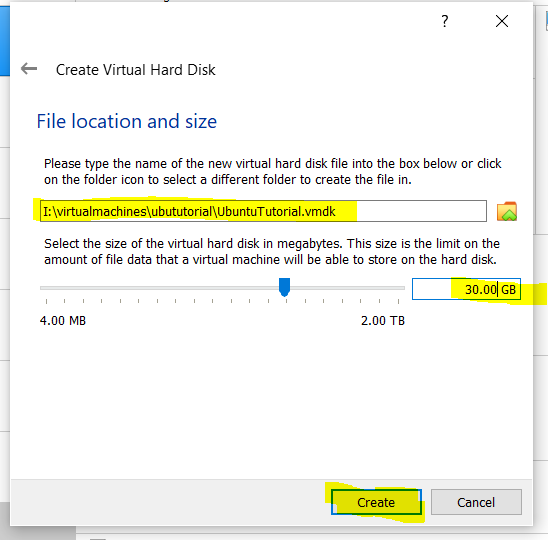 ?
Create Virtual Hard Disk
File location and size
Please type the name of the new virtual hard disk file into the box below or click
on the folder icon to select a different folder to create the file in.
I:\virtualmachines\ubututorial\UbuntuTutorial.vmdk
Select the size of the virtual hard disk in megabytes. This size is the limit on the
amount of file data that a virtual machine will be able to store on the hard disk.
30.00 GB
4.00 MB 2.00 TB
Create Cancel